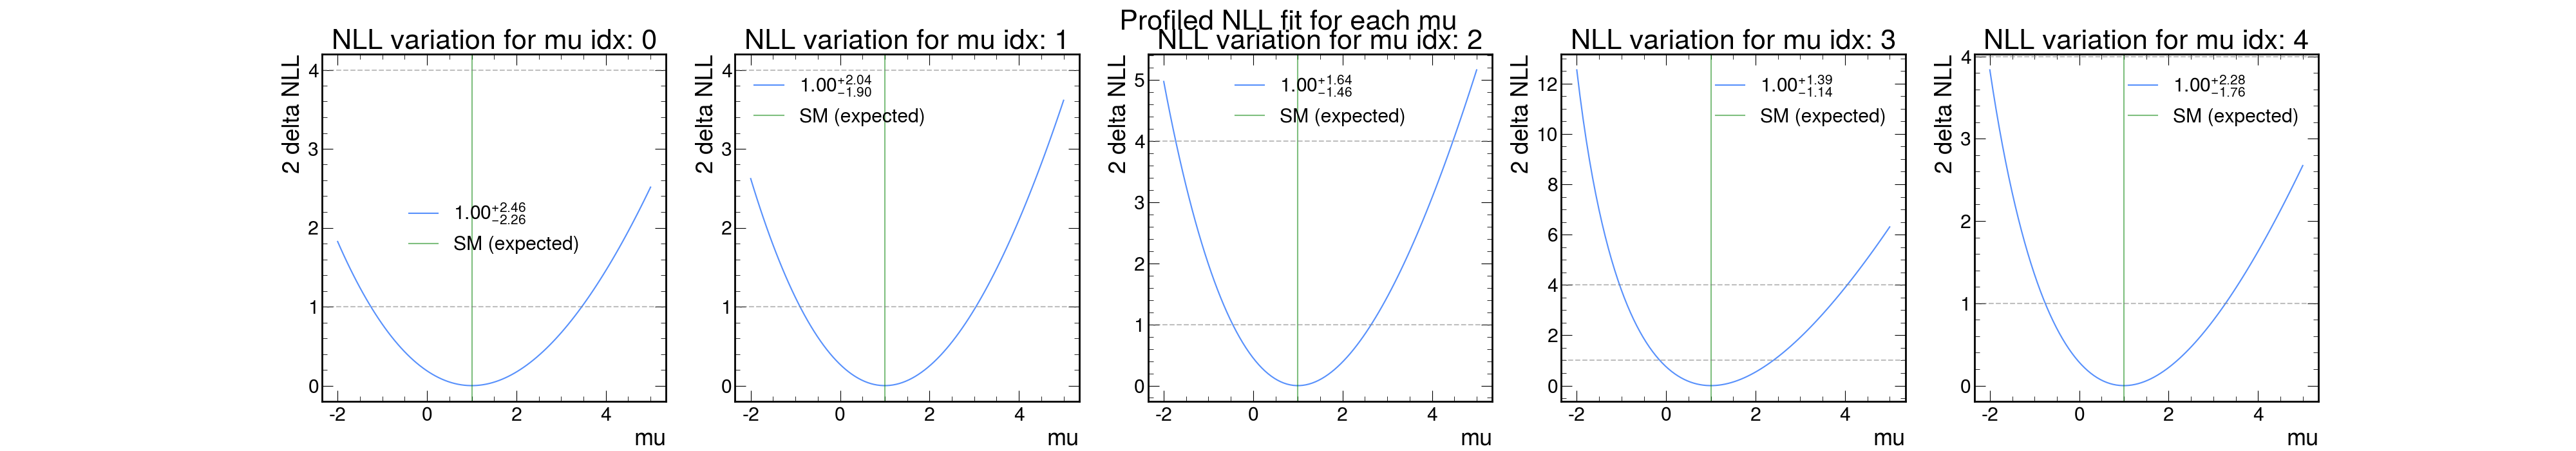 Profiled NLL fit for each mu
NLL variation for mu idx: 0
2 delta NLL
4
3
2
1
0
1.00+2.46−2.26
SM (expected)
-2 0 2 4
mu
NLL variation for mu idx: 1
2 delta NLL
4
3
2
1
0
1.00+2.04−1.90
SM (expected)
-2 0 2 4
mu
NLL variation for mu idx: 2
2 delta NLL
5
4
3
2
1
0
1.00+1.64−1.46
SM (expected)
-2 0 2 4
mu
NLL variation for mu idx: 3
2 delta NLL
12
10
8
6
4
2
0
1.00+1.39−1.14
SM (expected)
-2 0 2 4
mu
NLL variation for mu idx: 4
2 delta NLL
4
3
2
1
0
1.00+2.28−1.76
SM (expected)
-2 0 2 4
mu